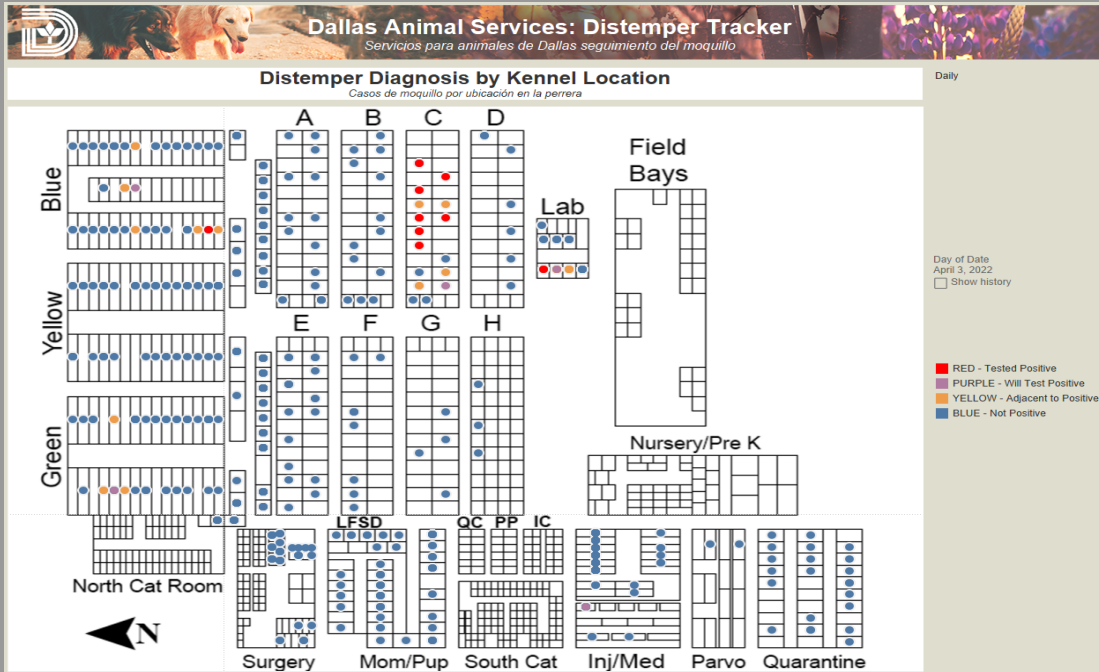 Dallas Animal Services: Distemper Tracker
Servicios para animales de Dallas seguimiento del moquillo
Distemper Diagnosis by Kennel Location
Casos de moquillo por ubicación en la perrera
Daily
A B C D
Blue
Field
Bays
Lab
Day of Date
April 3, 2022
Show history
Yellow
E F G H
RED - Tested Positive
PURPLE - Will Test Positive
YELLOW - Adjacent to Positive
BLUE - Not Positive
Green
Nursery/Pre K
LFSD QC PP IC
North Cat Room
N
Surgery Mom/Pup South Cat Inj/Med Parvo Quarantine